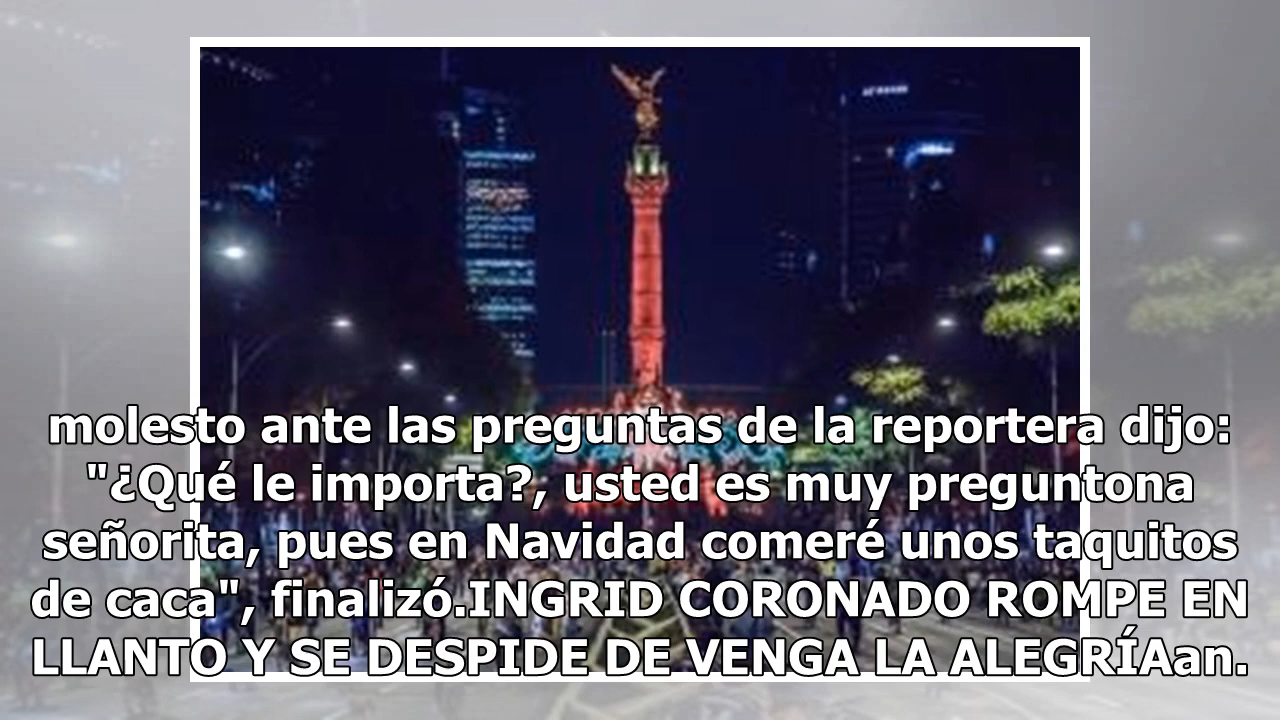 molesto ante las preguntas de la reportera dijo:
"¿Qué le importa?, usted es muy preguntona
señorita, pues en Navidad comeré unos taquitos
de caca", finalizó.INGRID CORONADO ROMPE EN
LLANTO Y SE DESPIDE DE VENGA LA ALEGRÍAan.